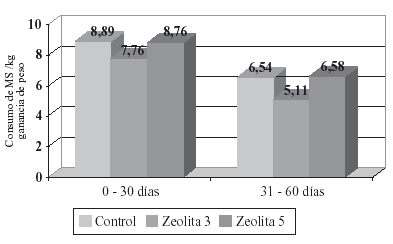 Consumo de MS /kg
ganancia de peso
10
8
6
4
2
0
8,89
7,76
8,76
6,54
5,11
6,58
0 - 30 días
31 - 60 días
Control
Zeolita 3
Zeolita 5